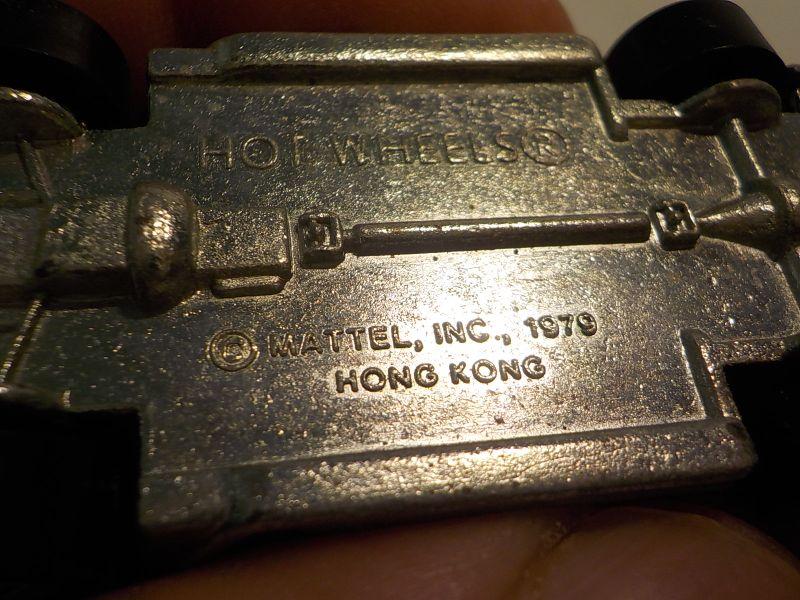 HOT WHEELS®
© MATTEL, INC., 1979
HONG KONG